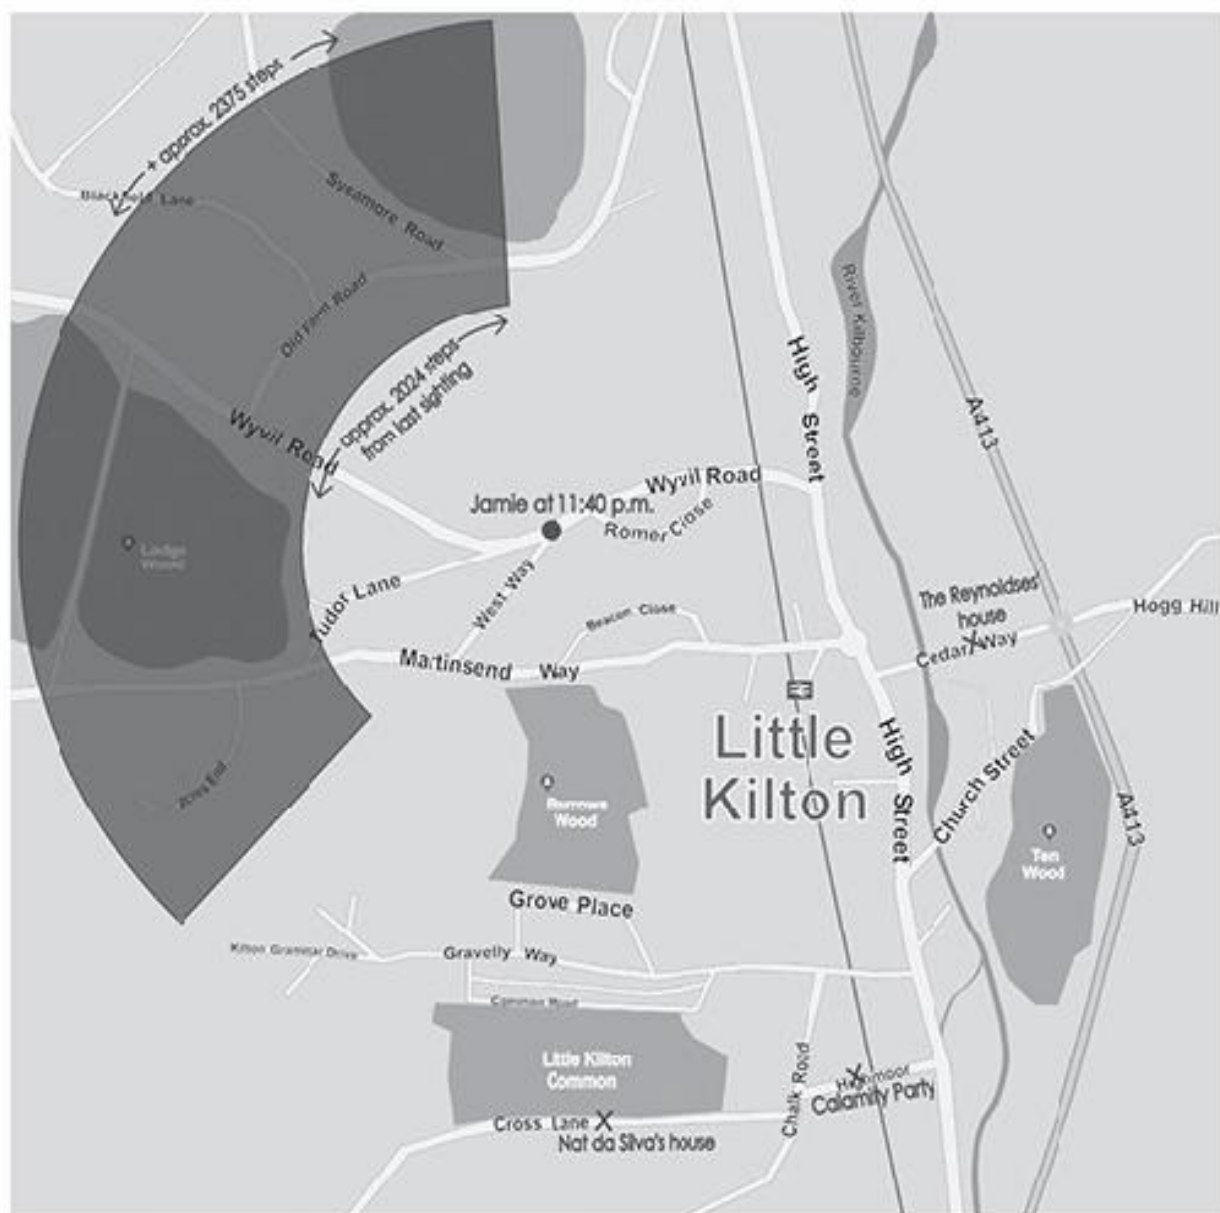 + approx. 2375 steps
Blackfield Lane
Sycamore Road
Old Farm Road
approx. 2024 steps
from last sighting
Wyvil Road
High Street
River Kilbourne
A413
Jamie at 11:40 p.m.
Wyvil Road
Romer Close
Lodge
Wood
Tudor Lane
West Way
Beacon Close
The Reynoldses'
house
Cedar Way
Hogg Hill
Martinsend Way
Little
Kilton
High Street
Church Street
A413
Wood
Ten
Wood
Grove Place
Kilton Grammar Drive
Gravelly Way
Common Road
Little Kilton
Common
Chalk Road
Highmoor
Calamity Party
Cross Lane
Nat da Silva's house